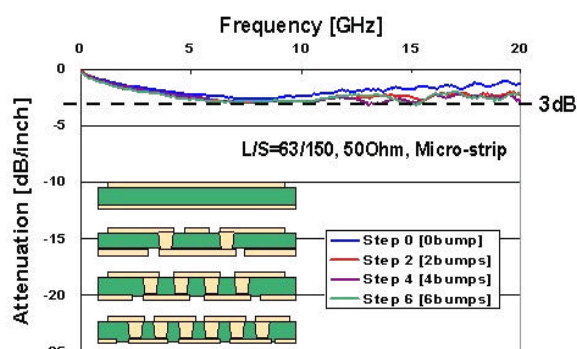 Frequency [GHz]
0 5 10 15 20
0
3dB
-5
L/S=63/150, 50Ohm, Micro-strip
-10
-15
-20
Attenuation [dB/inch]
Step 0 [0bump]
Step 2 [2bumps]
Step 4 [4bumps]
Step 6 [6bumps]